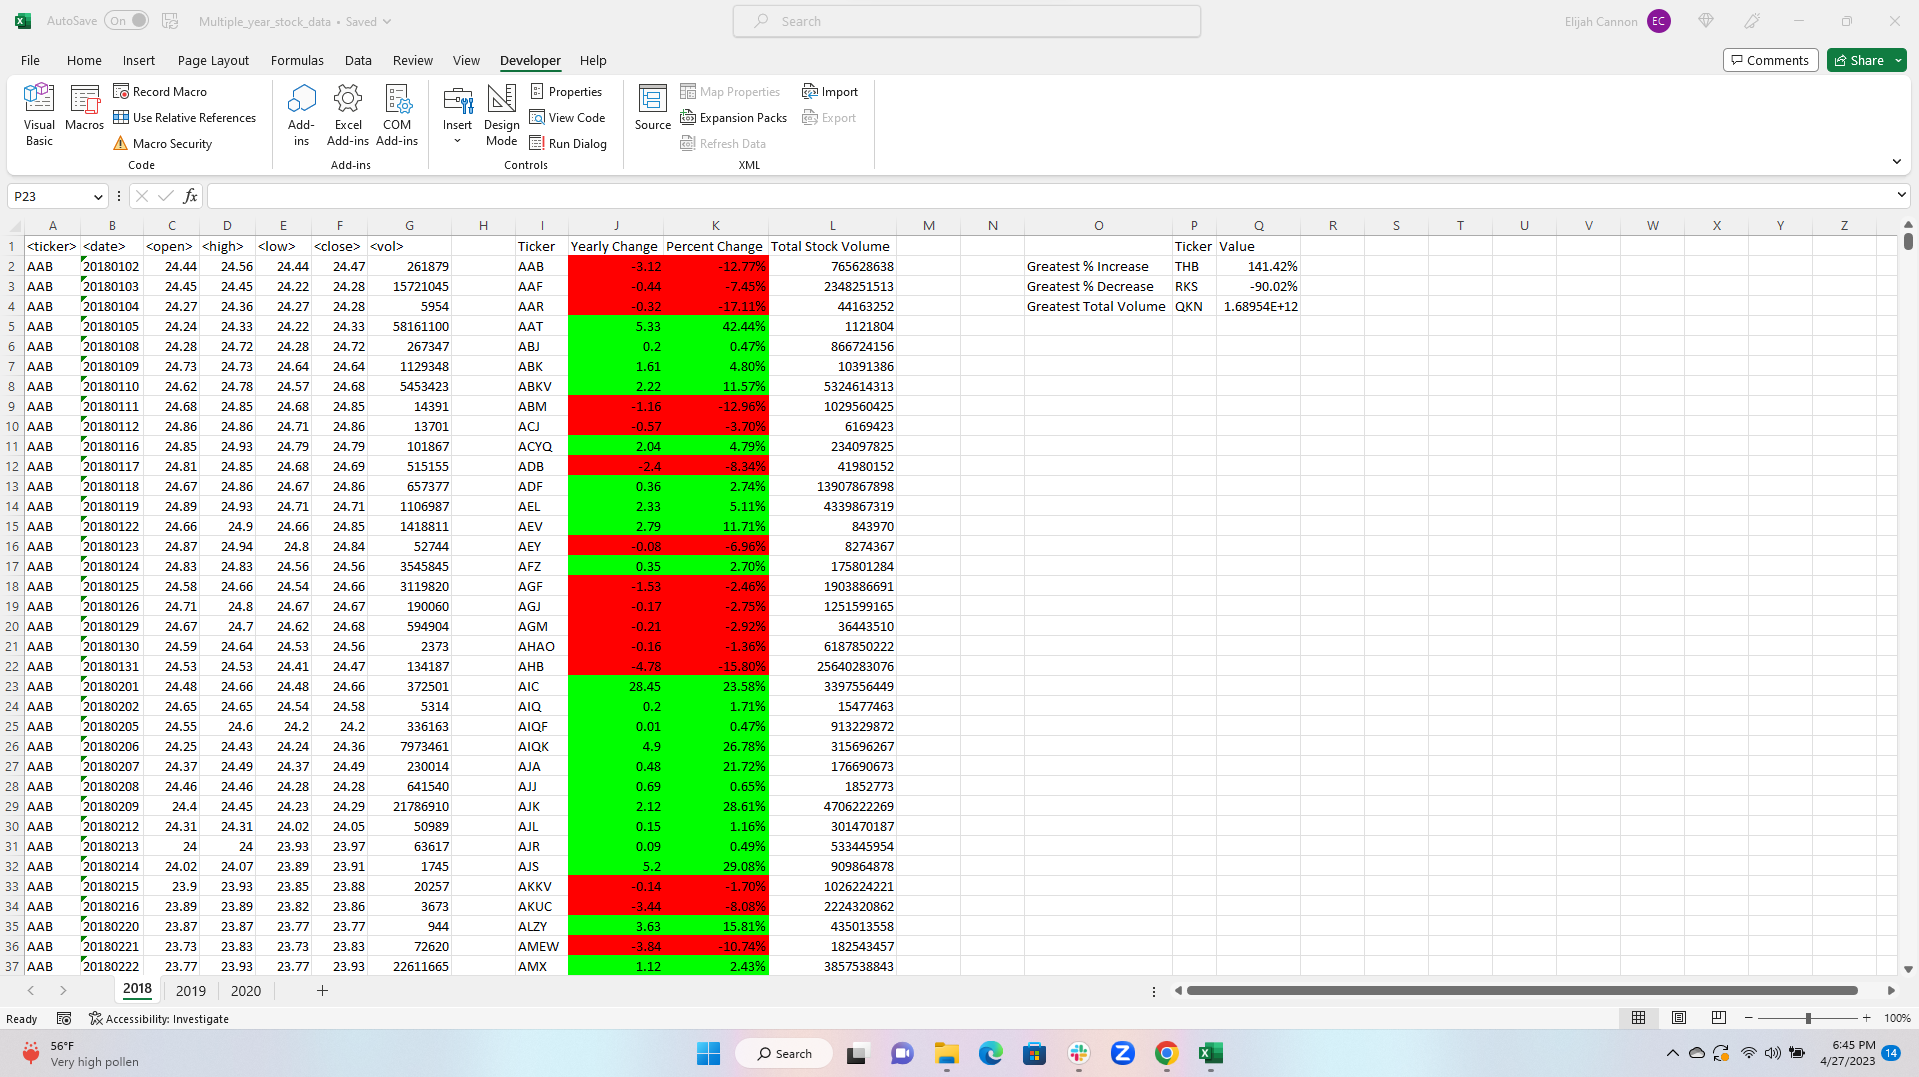 AutoSave On Multiple_year_stock_data • Saved Search Elijah Cannon EC
File Home Insert Page Layout Formulas Data Review View Developer Help Comments Share
Visual Basic Macros Record Macro Use Relative References Macro Security Code
Add-ins Excel Add-ins COM Add-ins Add-ins
Insert Design Mode Properties View Code Run Dialog Controls
Source Map Properties Expansion Packs Refresh Data Import Export XML
P23 fx
A B C D E F G H I J K L M N O P Q R S T U V W X Y Z
1 <ticker> <date> <open> <high> <low> <close> <vol> Ticker Yearly Change Percent Change Total Stock Volume Ticker Value
2 AAB 20180102 24.44 24.56 24.44 24.47 261879 AAB -3.12 -12.77% 765628638 Greatest % Increase THB 141.42%
3 AAB 20180103 24.45 24.45 24.22 24.28 15721045 AAF -0.44 -7.45% 2348251513 Greatest % Decrease RKS -90.02%
4 AAB 20180104 24.27 24.36 24.27 24.28 5954 AAR -0.32 -17.11% 44163252 Greatest Total Volume QKN 1.68954E+12
5 AAB 20180105 24.24 24.33 24.22 24.33 58161100 AAT 5.33 42.44% 1121804
6 AAB 20180108 24.28 24.72 24.28 24.72 267347 ABJ 0.2 0.47% 866724156
7 AAB 20180109 24.73 24.73 24.64 24.64 1129348 ABK 1.61 4.80% 10391386
8 AAB 20180110 24.62 24.78 24.57 24.68 5453423 ABKV 2.22 11.57% 5324614313
9 AAB 20180111 24.68 24.85 24.68 24.85 14391 ABM -1.16 -12.96% 1029560425
10 AAB 20180112 24.86 24.86 24.71 24.86 13701 ACJ -0.57 -3.70% 6169423
11 AAB 20180116 24.85 24.93 24.79 24.79 101867 ACYQ 2.04 4.79% 234097825
12 AAB 20180117 24.81 24.85 24.68 24.69 515155 ADB -2.4 -8.34% 41980152
13 AAB 20180118 24.67 24.86 24.67 24.86 657377 ADF 0.36 2.74% 13907867898
14 AAB 20180119 24.89 24.93 24.71 24.71 1106987 AEL 2.33 5.11% 4339867319
15 AAB 20180122 24.66 24.9 24.66 24.85 1418811 AEV 2.79 11.71% 843970
16 AAB 20180123 24.87 24.94 24.8 24.84 52744 AEY -0.08 -6.96% 8274367
17 AAB 20180124 24.83 24.83 24.56 24.56 3545845 AFZ 0.35 2.70% 175801284
18 AAB 20180125 24.58 24.66 24.54 24.66 3119820 AGF -1.53 -2.46% 1903886691
19 AAB 20180126 24.71 24.8 24.67 24.67 190060 AGJ -0.17 -2.75% 1251599165
20 AAB 20180129 24.67 24.7 24.62 24.68 594904 AGM -0.21 -2.92% 36443510
21 AAB 20180130 24.59 24.64 24.53 24.56 2373 AHAO -0.16 -1.36% 6187850222
22 AAB 20180131 24.53 24.53 24.41 24.47 134187 AHB -4.78 -15.80% 25640283076
23 AAB 20180201 24.48 24.66 24.48 24.66 372501 AIC 28.45 23.58% 3397556449
24 AAB 20180202 24.65 24.65 24.54 24.58 5314 AIQ 0.2 1.71% 15477463
25 AAB 20180205 24.55 24.6 24.2 24.2 336163 AIQF 0.01 0.47% 913229872
26 AAB 20180206 24.25 24.43 24.24 24.36 7973461 AIQK 4.9 26.78% 315696267
27 AAB 20180207 24.37 24.49 24.37 24.49 230014 AJA 0.48 21.72% 176690673
28 AAB 20180208 24.46 24.46 24.28 24.28 641540 AJJ 0.69 0.65% 1852773
29 AAB 20180209 24.4 24.45 24.23 24.29 21786910 AJK 2.12 28.61% 4706222269
30 AAB 20180212 24.31 24.31 24.02 24.05 50989 AJL 0.15 1.16% 301470187
31 AAB 20180213 24 24 23.93 23.97 63617 AJR 0.09 0.49% 533445954
32 AAB 20180214 24.02 24.07 23.89 23.91 1745 AJS 5.2 29.08% 909864878
33 AAB 20180215 23.9 23.93 23.85 23.88 20257 AKKV -0.14 -1.70% 1026224221
34 AAB 20180216 23.89 23.89 23.82 23.86 3673 AKUC -3.44 -8.08% 2224320862
35 AAB 20180220 23.87 23.87 23.77 23.77 944 ALZY 3.63 15.81% 435013558
36 AAB 20180221 23.73 23.83 23.73 23.83 72620 AMEW -3.84 -10.74% 182543457
37 AAB 20180222 23.77 23.93 23.77 23.93 22611665 AMX 1.12 2.43% 3857538843
2018 2019 2020
Ready Accessibility: Investigate 100%
56°F
Very high pollen
Search
6:45 PM
4/27/2023 14